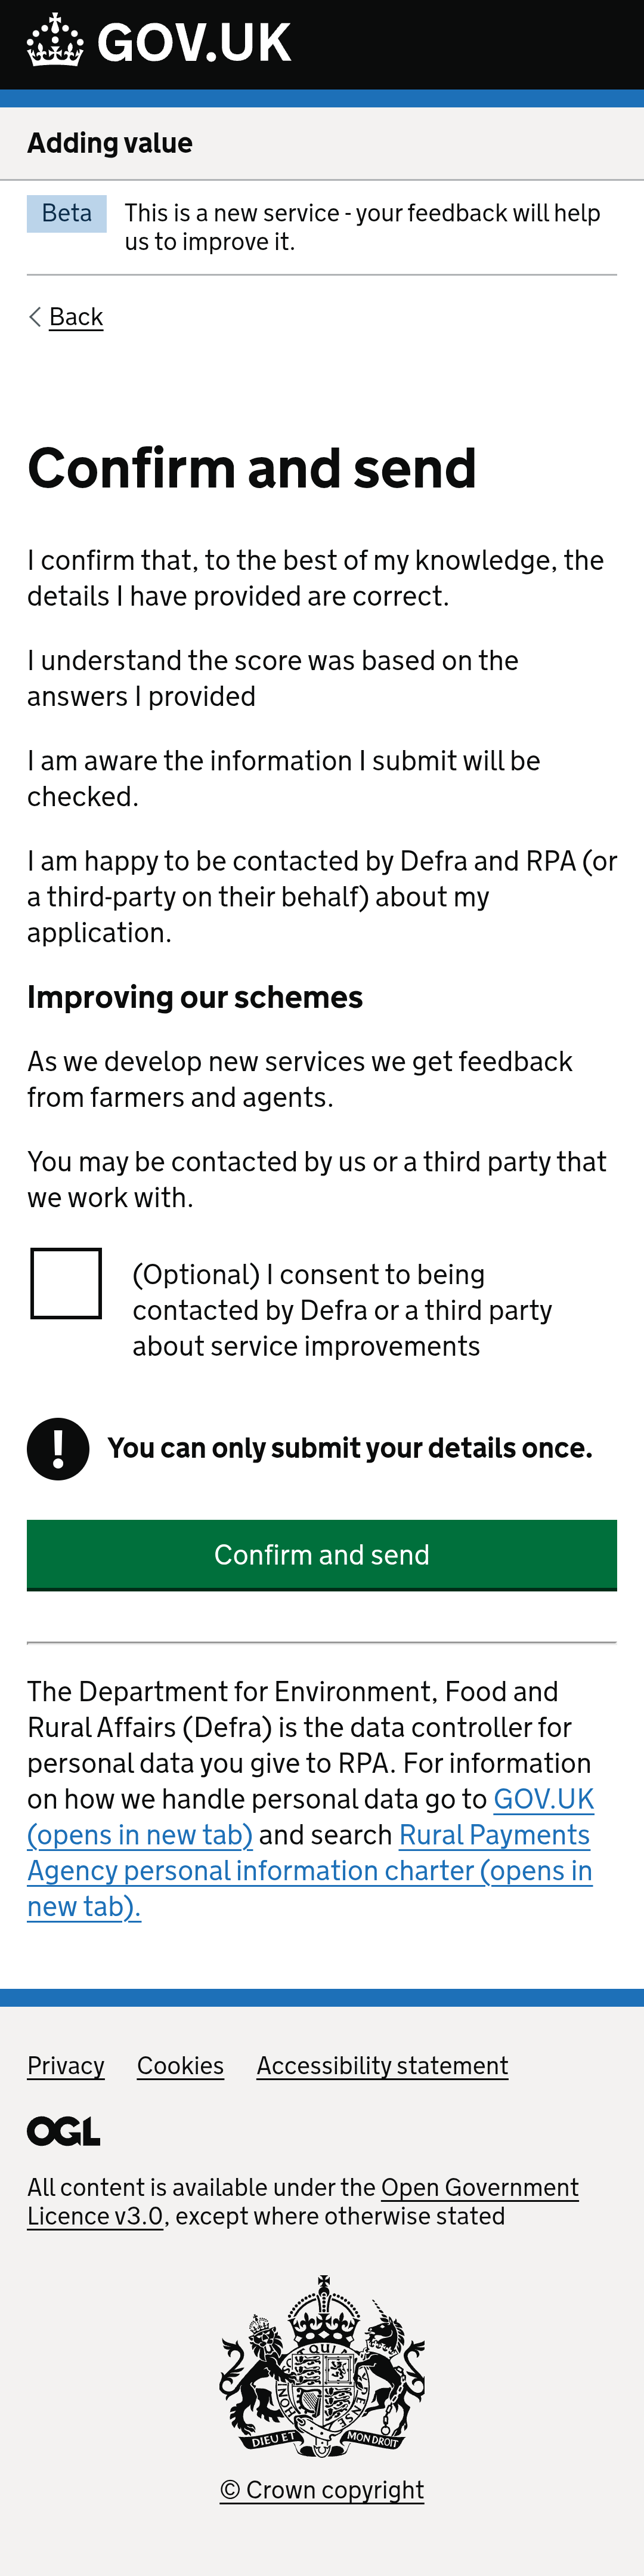 GOV.UK
Adding value
Beta
This is a new service - your feedback will help
us to improve it.
Back
Confirm and send
I confirm that, to the best of my knowledge, the
details I have provided are correct.
I understand the score was based on the
answers I provided
I am aware the information I submit will be
checked.
I am happy to be contacted by Defra and RPA (or
a third-party on their behalf) about my
application.
Improving our schemes
As we develop new services we get feedback
from farmers and agents.
You may be contacted by us or a third party that
we work with.
(Optional) I consent to being
contacted by Defra or a third party
about service improvements
! You can only submit your details once.
Confirm and send
The Department for Environment, Food and
Rural Affairs (Defra) is the data controller for
personal data you give to RPA. For information
on how we handle personal data go to GOV.UK
(opens in new tab) and search Rural Payments
Agency personal information charter (opens in
new tab).
Privacy Cookies Accessibility statement
OGL
All content is available under the Open Government
Licence v3.0, except where otherwise stated
DIEU ET MON DROIT
© Crown copyright